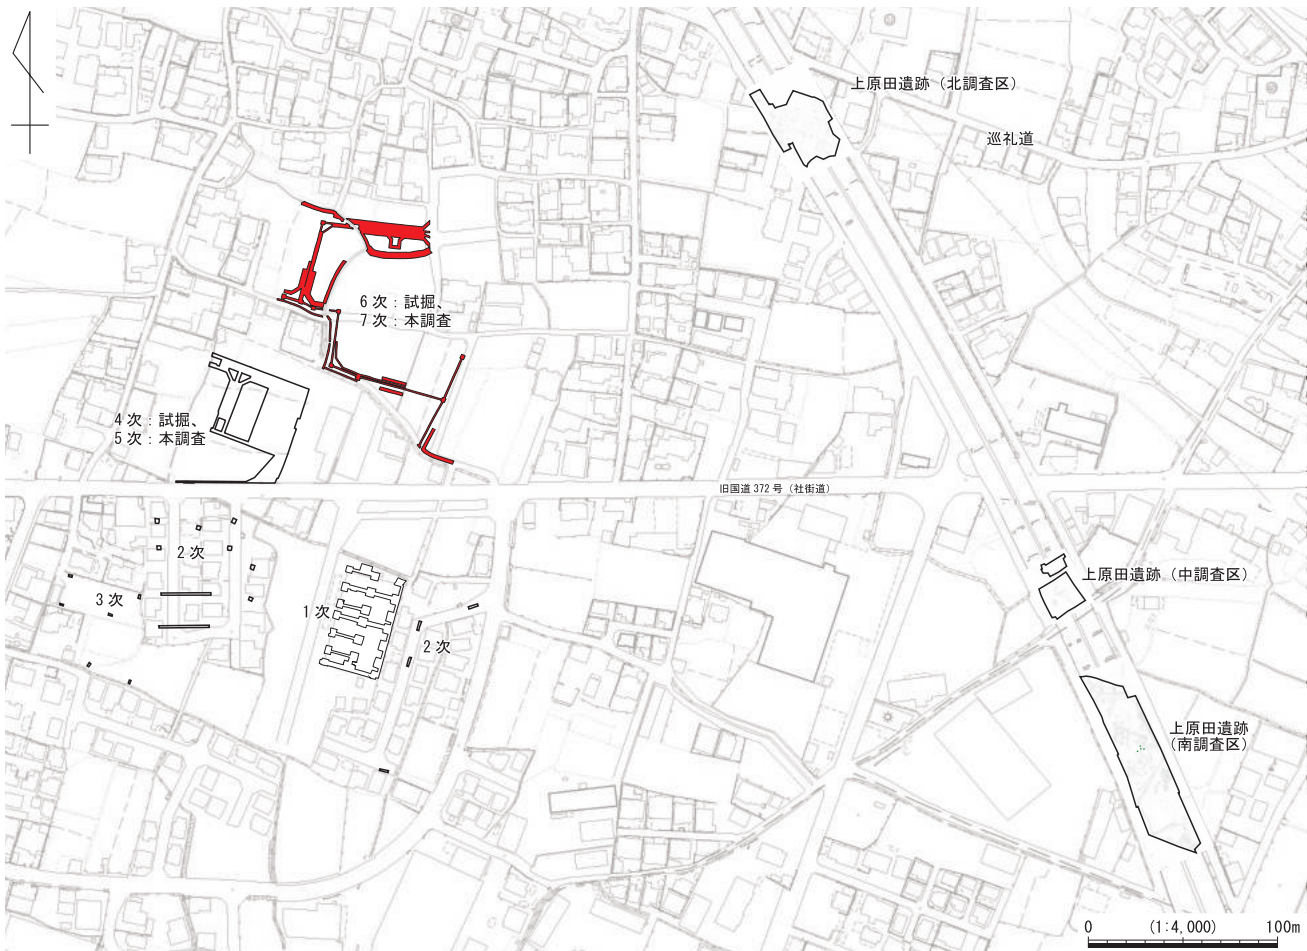 上原田遺跡（北調査区）
巡礼道
6次：試掘、
7次：本調査
4次：試掘、
5次：本調査
旧国道372号（社街道）
2次
3次
1次
2次
上原田遺跡（中調査区）
上原田遺跡
（南調査区）
0 (1:4,000) 100m